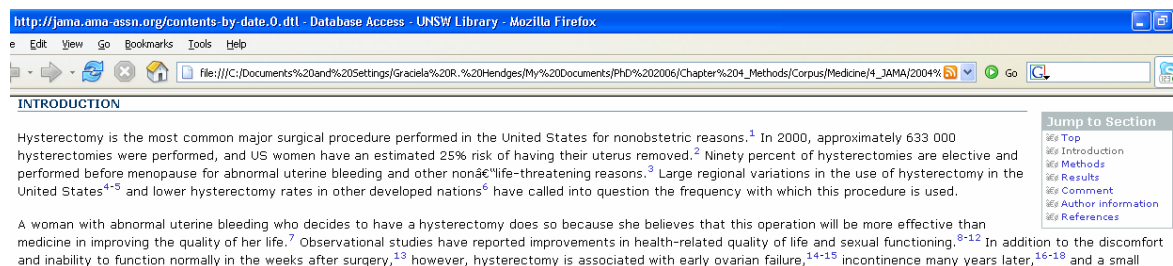 http://jama.ama-assn.org/contents-by-date.0.dtl - Database Access - UNSW Library - Mozilla Firefox
e Edit View Go Bookmarks Tools Help
file:///C:/Documents%20and%20Settings/Graciela%20R.%20Hendges/My%20Documents/PhD%202006/Chapter%204_Methods/Corpus/Medicine/4_JAMA/2004% Go G
INTRODUCTION
Hysterectomy is the most common major surgical procedure performed in the United States for nonobstetric reasons.1 In 2000, approximately 633 000
hysterectomies were performed, and US women have an estimated 25% risk of having their uterus removed.2 Ninety percent of hysterectomies are elective and
performed before menopause for abnormal uterine bleeding and other nonâ€“life-threatening reasons.3 Large regional variations in the use of hysterectomy in the
United States4-5 and lower hysterectomy rates in other developed nations6 have called into question the frequency with which this procedure is used.
A woman with abnormal uterine bleeding who decides to have a hysterectomy does so because she believes that this operation will be more effective than
medicine in improving the quality of her life.7 Observational studies have reported improvements in health-related quality of life and sexual functioning.8-12 In addition to the discomfort
and inability to function normally in the weeks after surgery,13 however, hysterectomy is associated with early ovarian failure,14-15 incontinence many years later,16-18 and a small
Jump to Section
Top
Introduction
Methods
Results
Comment
Author information
References